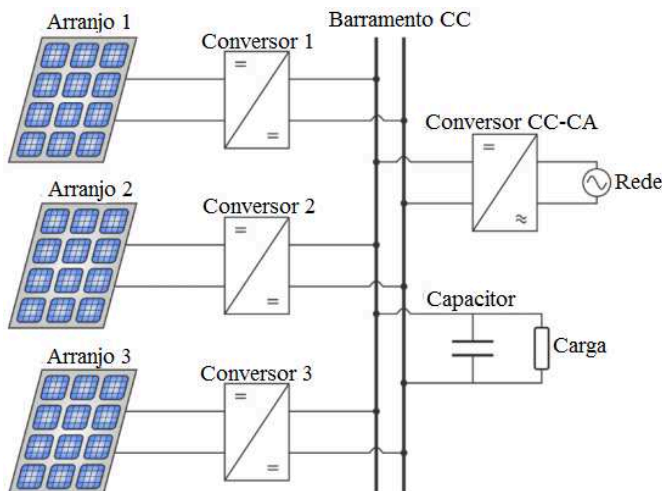 Arranjo 1
Conversor 1
Barramento CC
Conversor CC-CA
Rede
Arranjo 2
Conversor 2
Capacitor
Carga
Arranjo 3
Conversor 3